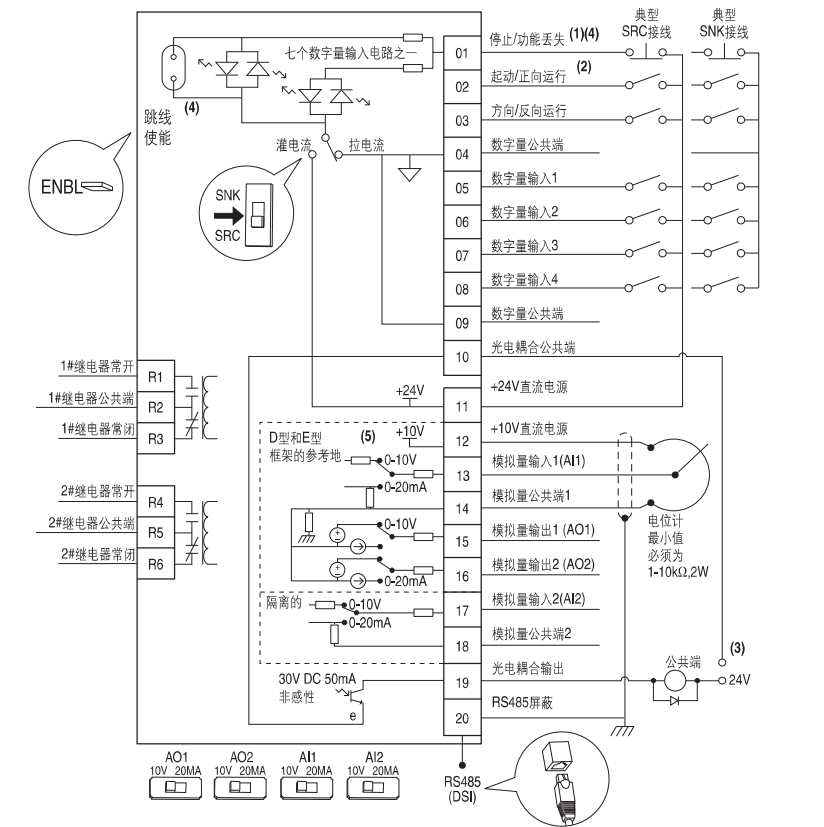 典型
SRC接线
典型
SNK接线
停止/功能丢失 (1)(4)
(2)
起动/正向运行
方向/反向运行
数字量公共端
数字量输入1
数字量输入2
数字量输入3
数字量输入4
数字量公共端
光电耦合公共端
+24V直流电源
+10V直流电源
模拟量输入1(AI1)
模拟量公共端1
模拟量输出1 (AO1)
模拟量输出2 (AO2)
模拟量输入2(AI2)
模拟量公共端2
光电耦合输出
RS485屏蔽
01
02
03
04
05
06
07
08
09
10
11
12
13
14
15
16
17
18
19
20
七个数字量输入电路之一
(4)
跳线
使能
ENBL
灌电流
拉电流
SNK
SRC
1#继电器常开
1#继电器公共端
1#继电器常闭
R1
R2
R3
2#继电器常开
2#继电器公共端
2#继电器常闭
R4
R5
R6
+24V
+10V
(5)
D型和E型
框架的参考地
0-10V
0-20mA
0-10V
0-20mA
隔离的
0-10V
0-20mA
30V DC 50mA
非感性
e
电位计
最小值
必须为
1-10kΩ,2W
公共端
(3)
24V
AO1
10V 20MA
AO2
10V 20MA
AI1
10V 20MA
AI2
10V 20MA
RS485
(DSI)